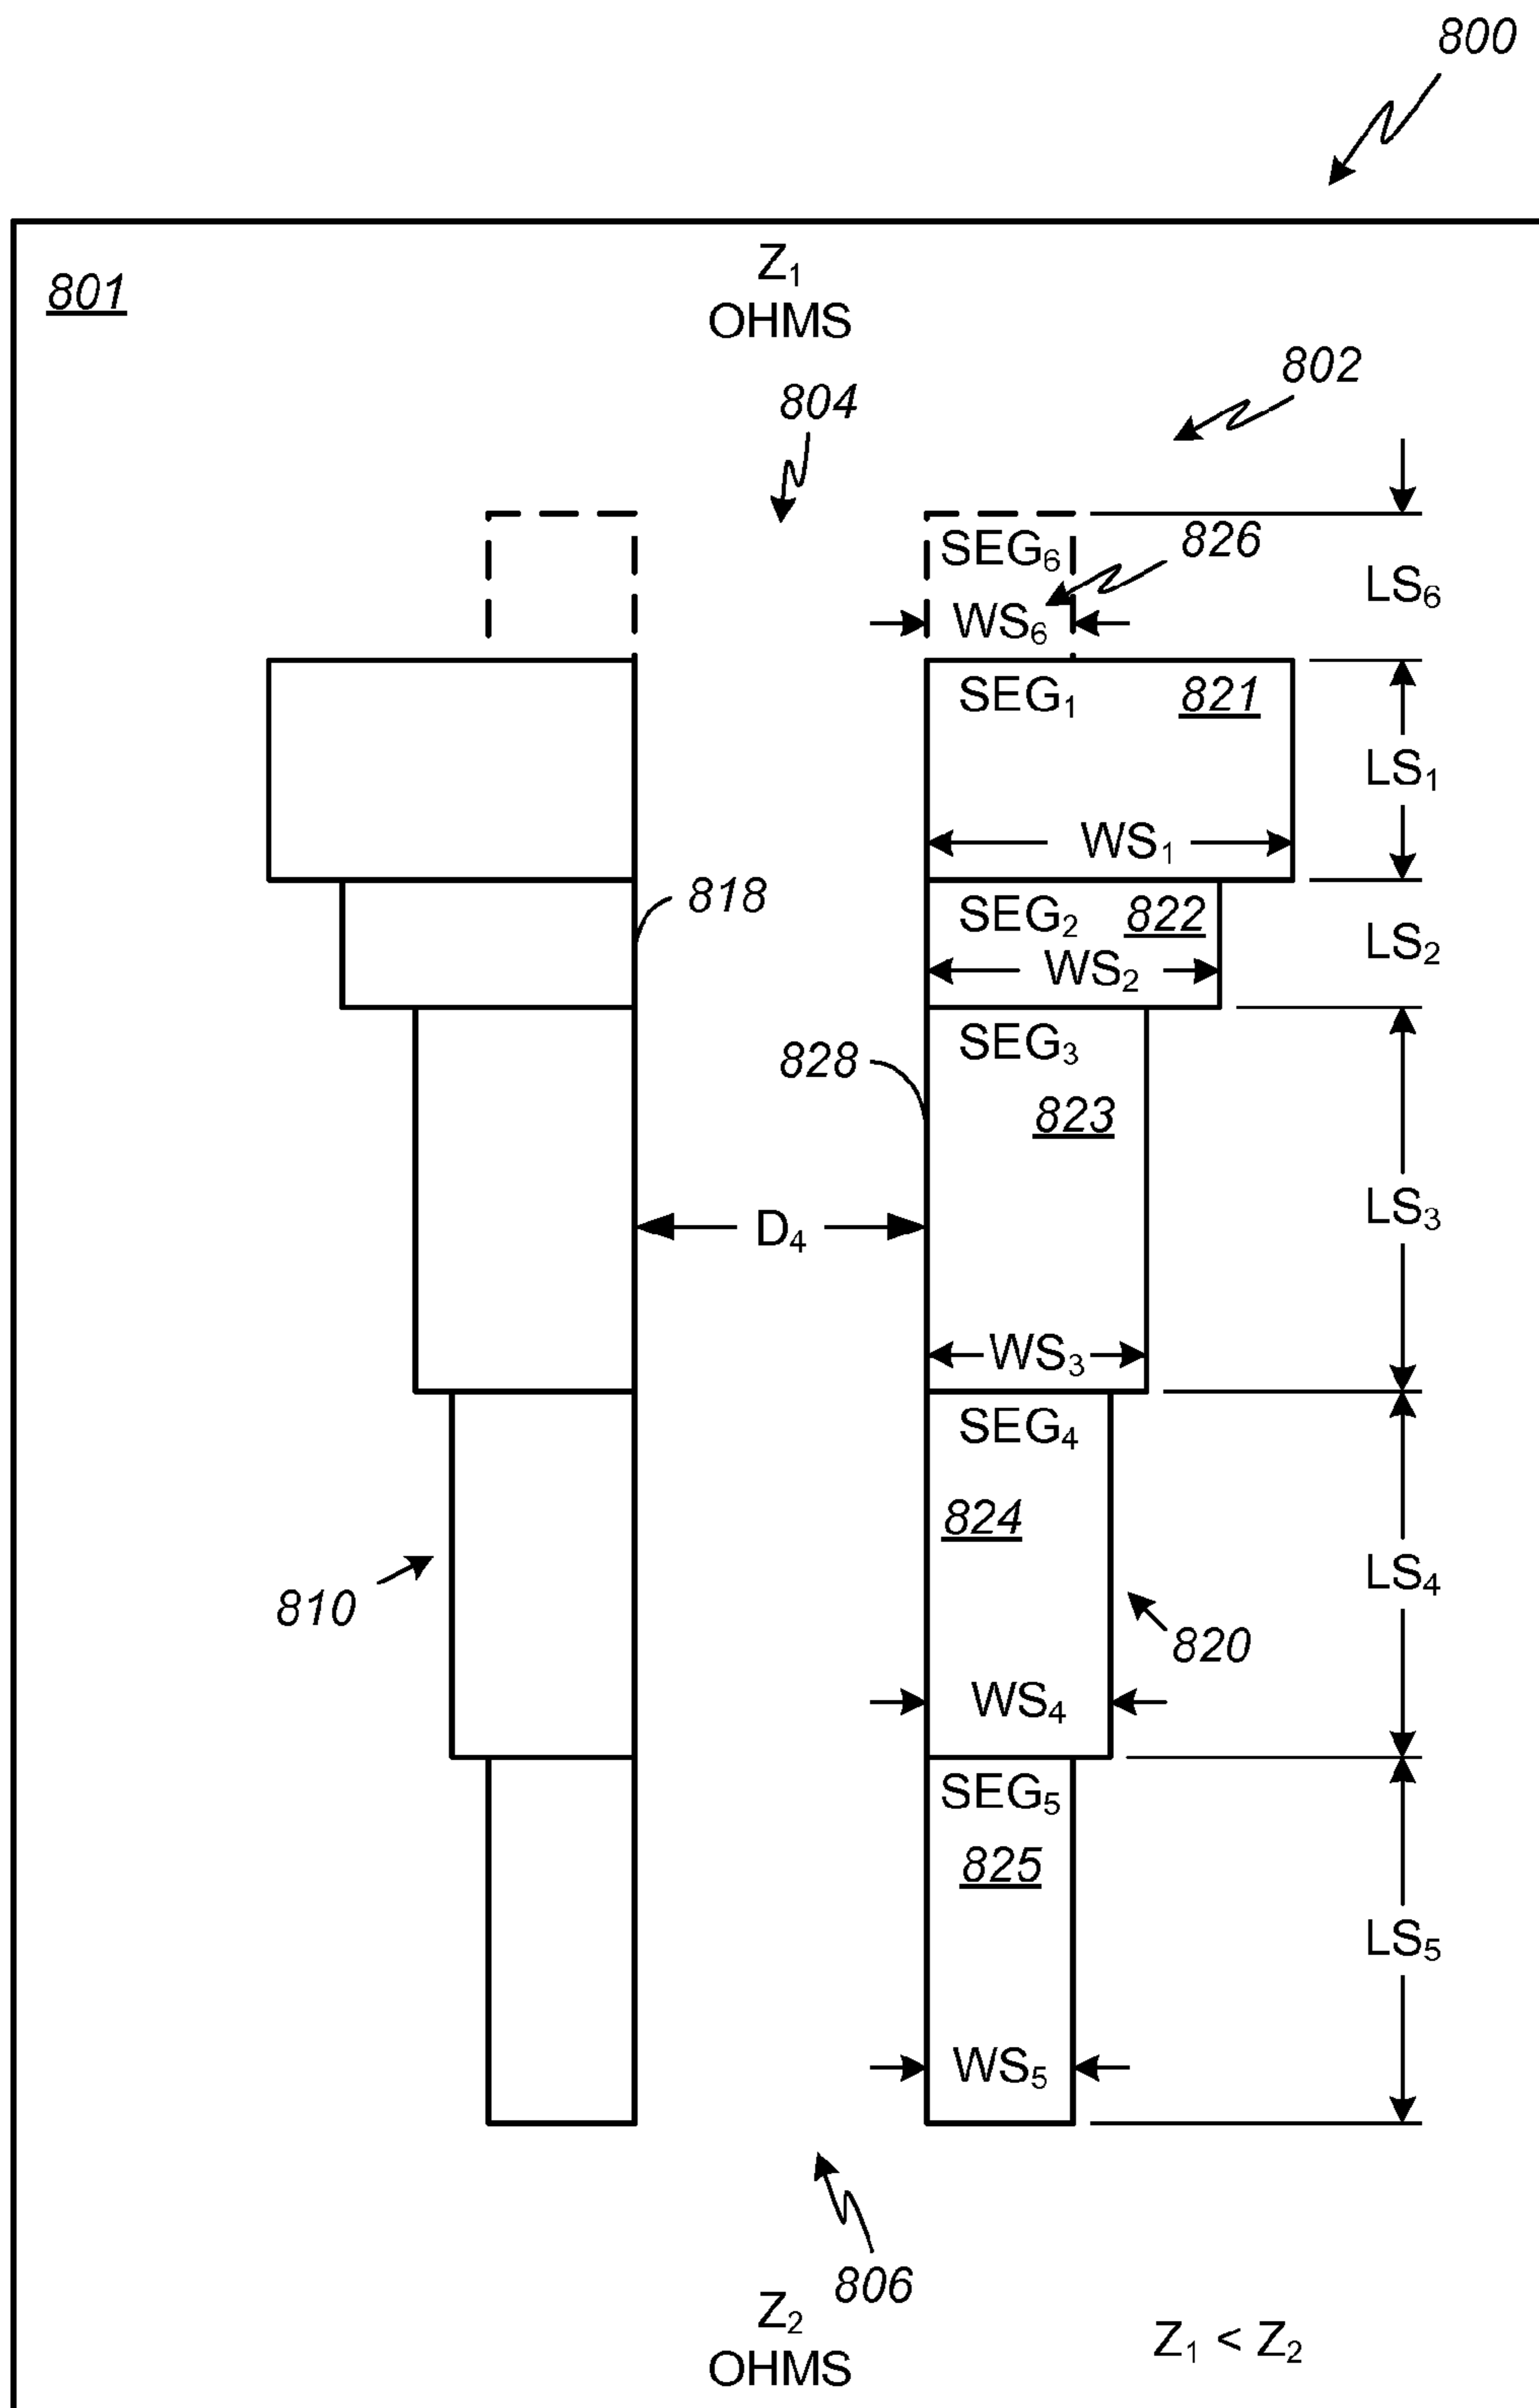 800
801
Z₁
OHMS
802
804
SEG₆
826
WS₆
LS₆
SEG₁
821
WS₁
LS₁
818
SEG₂
822
WS₂
LS₂
828
SEG₃
823
D₄
LS₃
WS₃
SEG₄
824
810
820
LS₄
WS₄
SEG₅
825
LS₅
WS₅
806
Z₂
OHMS
Z₁ < Z₂